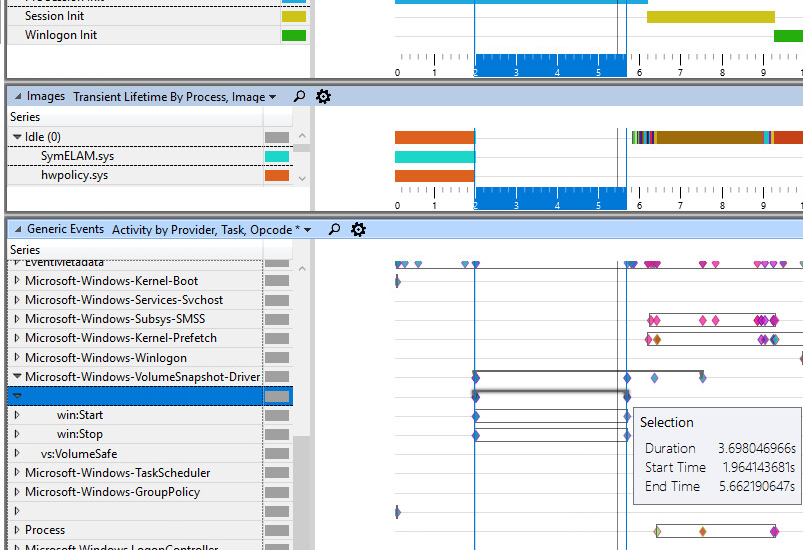 Session Init
Winlogon Init
0 1 2 3 4 5 6 7 8 9
Images Transient Lifetime By Process, Image
Series
Idle (0)
SymELAM.sys
hwpolicy.sys
0 1 2 3 4 5 6 7 8 9
Generic Events Activity by Provider, Task, Opcode *
Series
EventMetadata
Microsoft-Windows-Kernel-Boot
Microsoft-Windows-Services-Svchost
Microsoft-Windows-Subsys-SMSS
Microsoft-Windows-Kernel-Prefetch
Microsoft-Windows-Winlogon
Microsoft-Windows-VolumeSnapshot-Driver
win:Start
win:Stop
vs:VolumeSafe
Selection
Duration 3.698046966s
Start Time 1.964143681s
End Time 5.662190647s
Microsoft-Windows-TaskScheduler
Microsoft-Windows-GroupPolicy
Process